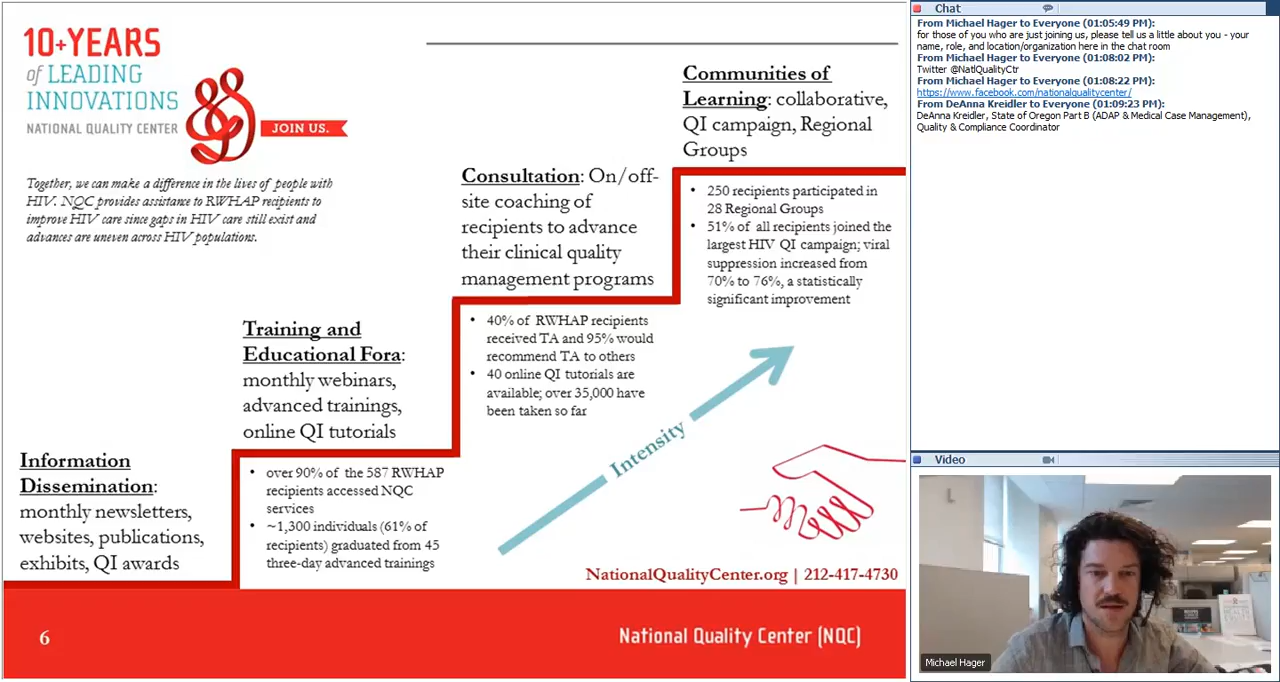 10+YEARS
of LEADING
INNOVATIONS
NATIONAL QUALITY CENTER
JOIN US.
Together, we can make a difference in the lives of people with
HIV. NQC provides assistance to RWHAP recipients to
improve HIV care since gaps in HIV care still exist and
advances are uneven across HIV populations.
Information
Dissemination:
monthly newsletters,
websites, publications,
exhibits, QI awards
Training and
Educational Fora:
monthly webinars,
advanced trainings,
online QI tutorials
• over 90% of the 587 RWHAP
recipients accessed NQC
services
• ~1,300 individuals (61% of
recipients) graduated from 45
three-day advanced trainings
Consultation: On/off-
site coaching of
recipients to advance
their clinical quality
management programs
• 40% of RWHAP recipients
received TA and 95% would
recommend TA to others
• 40 online QI tutorials are
available; over 35,000 have
been taken so far
Communities of
Learning: collaborative,
QI campaign, Regional
Groups
• 250 recipients participated in
28 Regional Groups
• 51% of all recipients joined the
largest HIV QI campaign; viral
suppression increased from
70% to 76%, a statistically
significant improvement
Intensity
NationalQualityCenter.org | 212-417-4730
6
National Quality Center (NQC)
Chat
From Michael Hager to Everyone (01:05:49 PM):
for those of you who are just joining us, please tell us a little about you - your
name, role, and location/organization here in the chat room
From Michael Hager to Everyone (01:08:02 PM):
Twitter @NatlQualityCtr
From Michael Hager to Everyone (01:08:22 PM):
https://www.facebook.com/nationalqualitycenter/
From DeAnna Kreidler to Everyone (01:09:23 PM):
DeAnna Kreidler, State of Oregon Part B (ADAP & Medical Case Management),
Quality & Compliance Coordinator
Video
Michael Hager